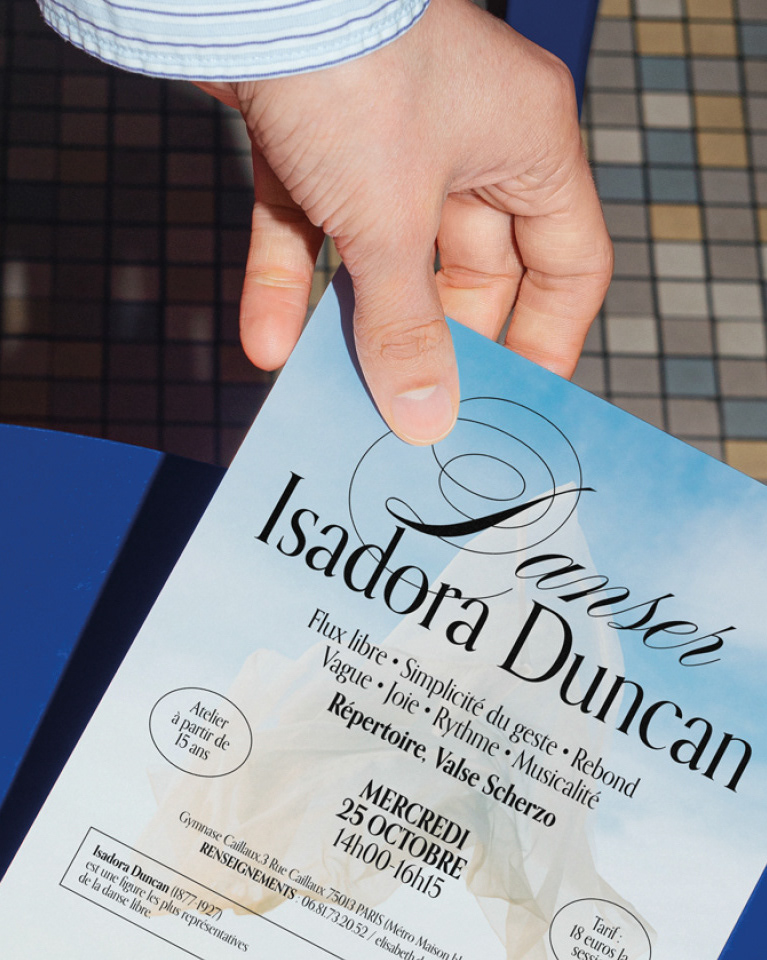 Danser
Isadora Duncan
Flux libre • Simplicité du geste • Rebond
Vague • Joie • Rythme • Musicalité
Répertoire, Valse Scherzo
Atelier
à partir de
15 ans
MERCREDI
25 OCTOBRE
14h00-16h15
Gymnase Caillaux.3 Rue Caillaux 75013 PARIS (Métro Maison
RENSEIGNEMENTS : 06.81.73.20.52 /
Isadora Duncan (1877-1927)
est une figure les plus représentatives
de la danse libre.
Tarif :
18 euros la